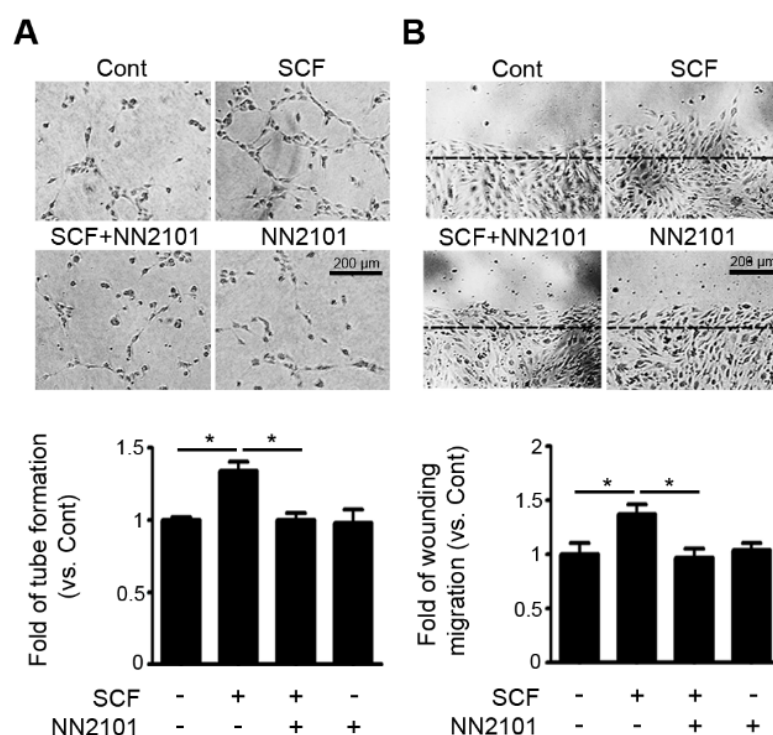 A
Cont SCF
SCF+NN2101 NN2101
200 µm
Fold of tube formation
(vs. Cont)
1.5
1
0.5
0
* *
SCF - + + -
NN2101 - - + +
B
Cont SCF
SCF+NN2101 NN2101
200 µm
Fold of wounding
migration (vs. Cont)
2
1.5
1
0.5
0
* *
SCF - + + -
NN2101 - - + +